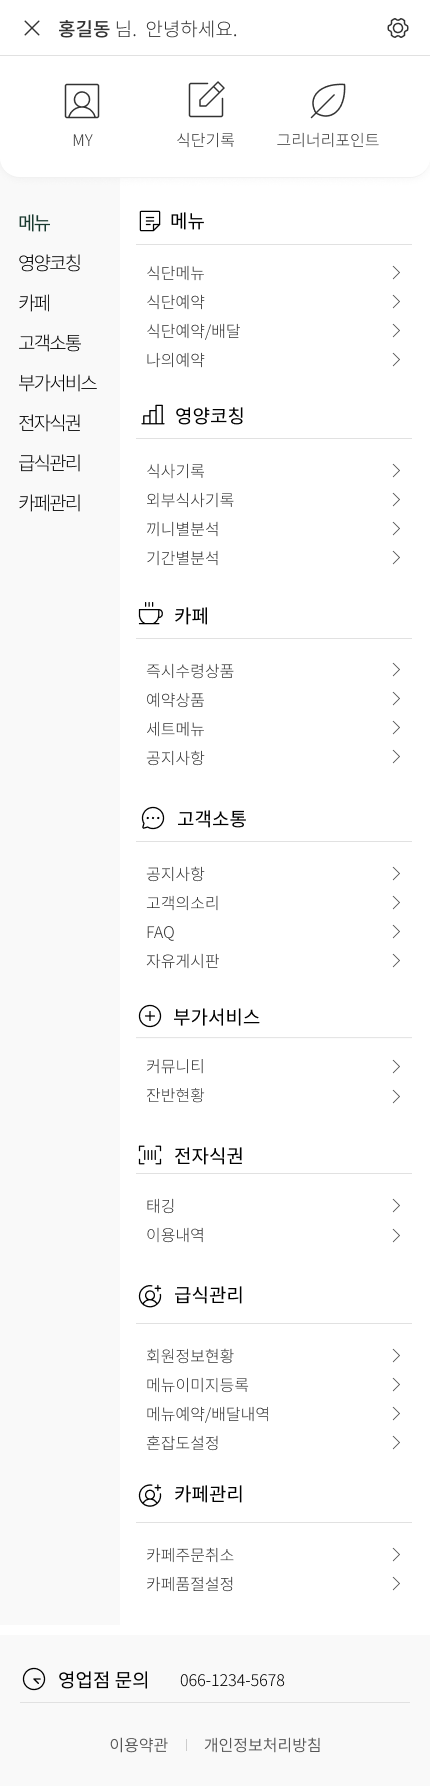 홍길동 님. 안녕하세요.
MY 식단기록 그리너리포인트
메뉴
영양코칭
카페
고객소통
부가서비스
전자식권
급식관리
카페관리
메뉴
식단메뉴
식단예약
식단예약/배달
나의예약
영양코칭
식사기록
외부식사기록
끼니별분석
기간별분석
카페
즉시수령상품
예약상품
세트메뉴
공지사항
고객소통
공지사항
고객의소리
FAQ
자유게시판
부가서비스
커뮤니티
잔반현황
전자식권
태깅
이용내역
급식관리
회원정보현황
메뉴이미지등록
메뉴예약/배달내역
혼잡도설정
카페관리
카페주문취소
카페품절설정
영업점 문의 066-1234-5678
이용약관 | 개인정보처리방침